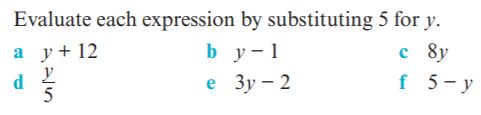 Evaluate each expression by substituting 5 for y.
a y + 12 b y − 1 c 8y
d y/5 e 3y − 2 f 5 − y